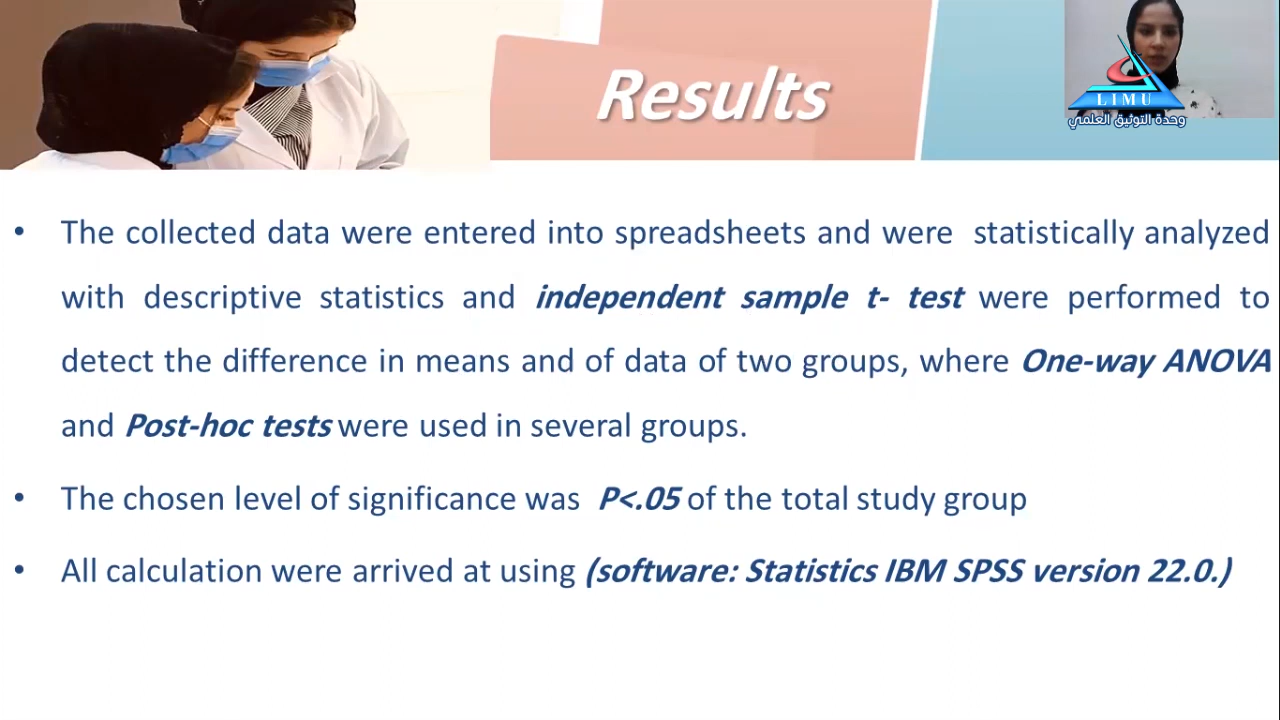 Results
LIMU
وحدة التوثيق العلمي
• The collected data were entered into spreadsheets and were statistically analyzed
with descriptive statistics and independent sample t- test were performed to
detect the difference in means and of data of two groups, where One-way ANOVA
and Post-hoc tests were used in several groups.
• The chosen level of significance was P<.05 of the total study group
• All calculation were arrived at using (software: Statistics IBM SPSS version 22.0.)